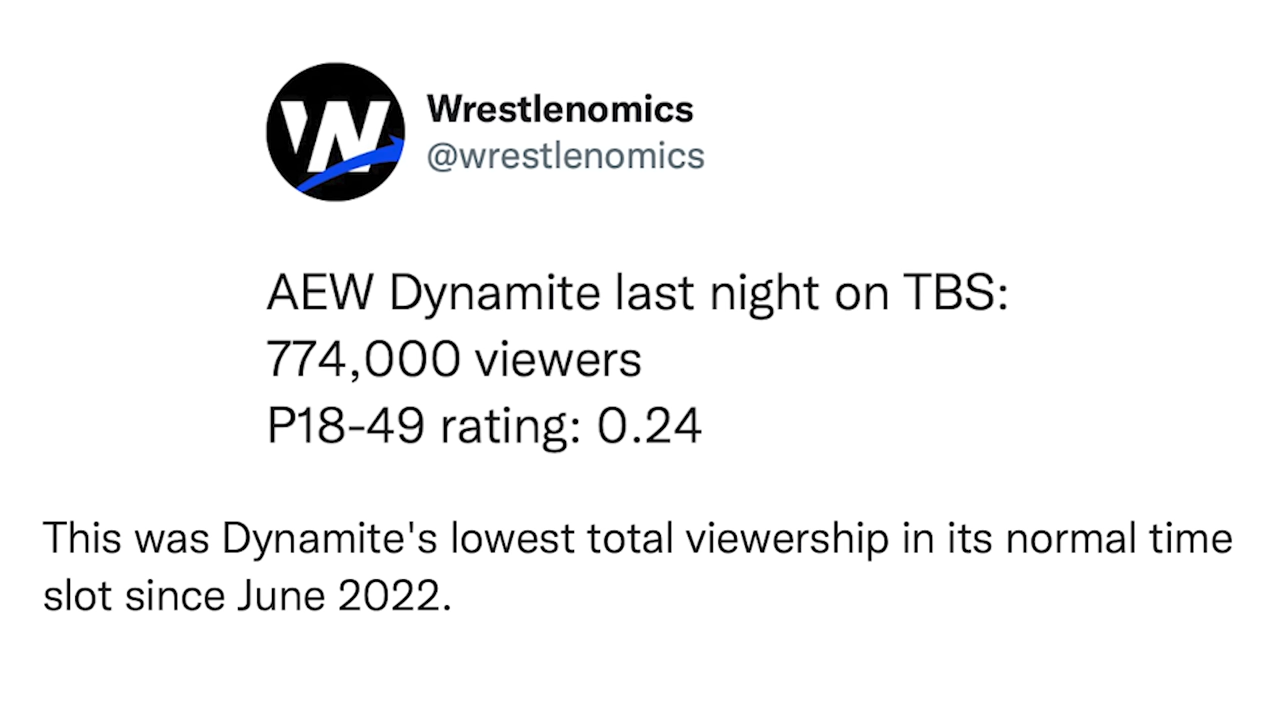 Wrestlenomics
@wrestlenomics
AEW Dynamite last night on TBS:
774,000 viewers
P18-49 rating: 0.24
This was Dynamite's lowest total viewership in its normal time
slot since June 2022.